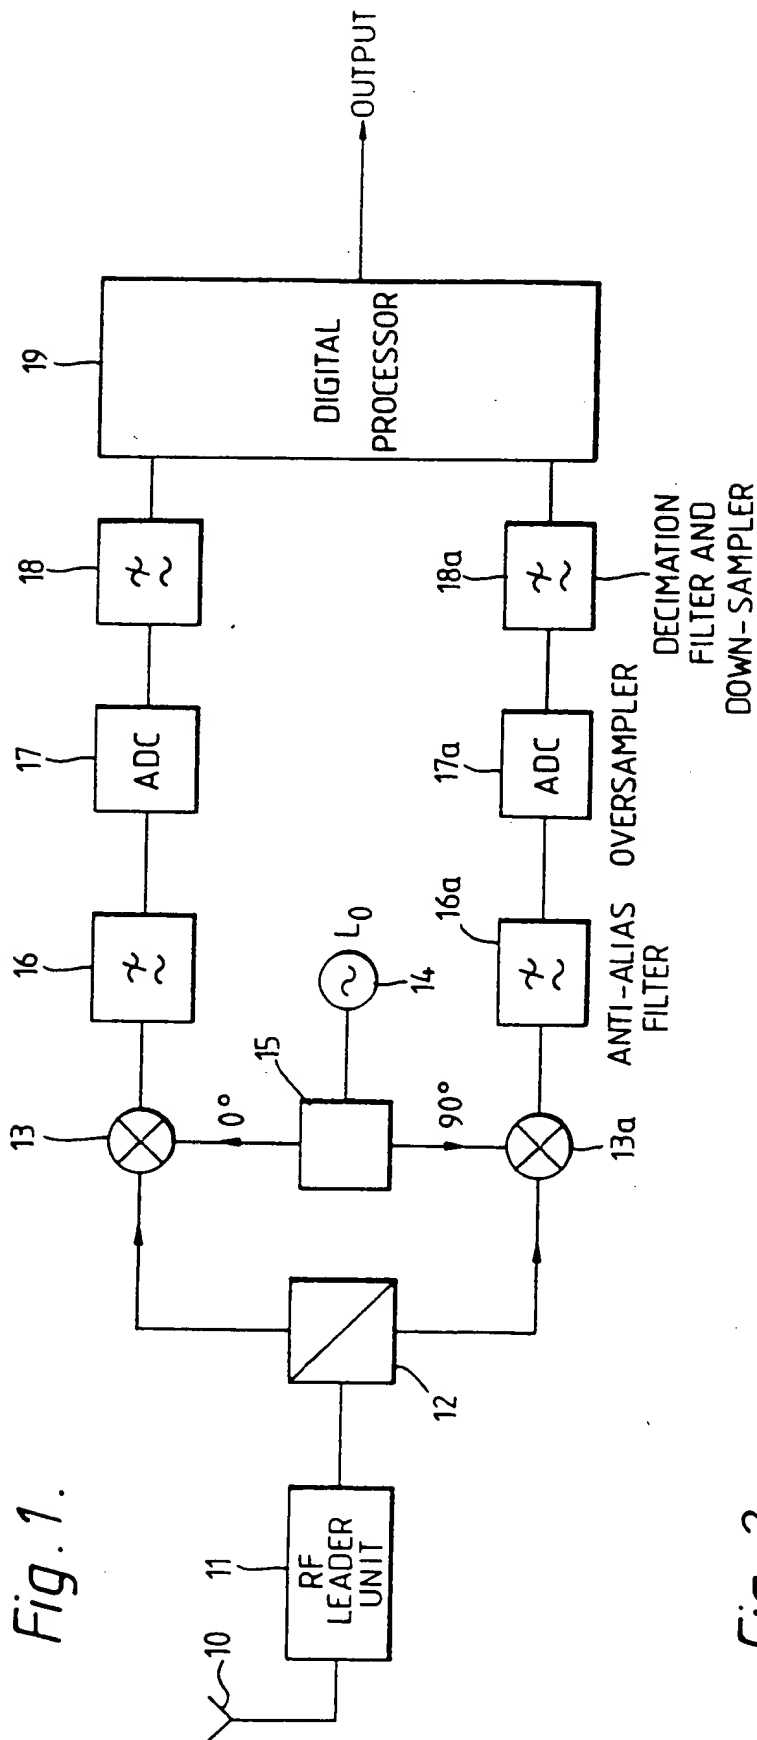 Fig. 1.
10
11
RF
LEADER
UNIT
12
13
0°
15
90°
13a
14
L0
16
16a
ANTI-ALIAS
FILTER
17
ADC
17a
ADC
OVERSAMPLER
18
18a
DECIMATION
FILTER AND
DOWN-SAMPLER
19
DIGITAL
PROCESSOR
OUTPUT